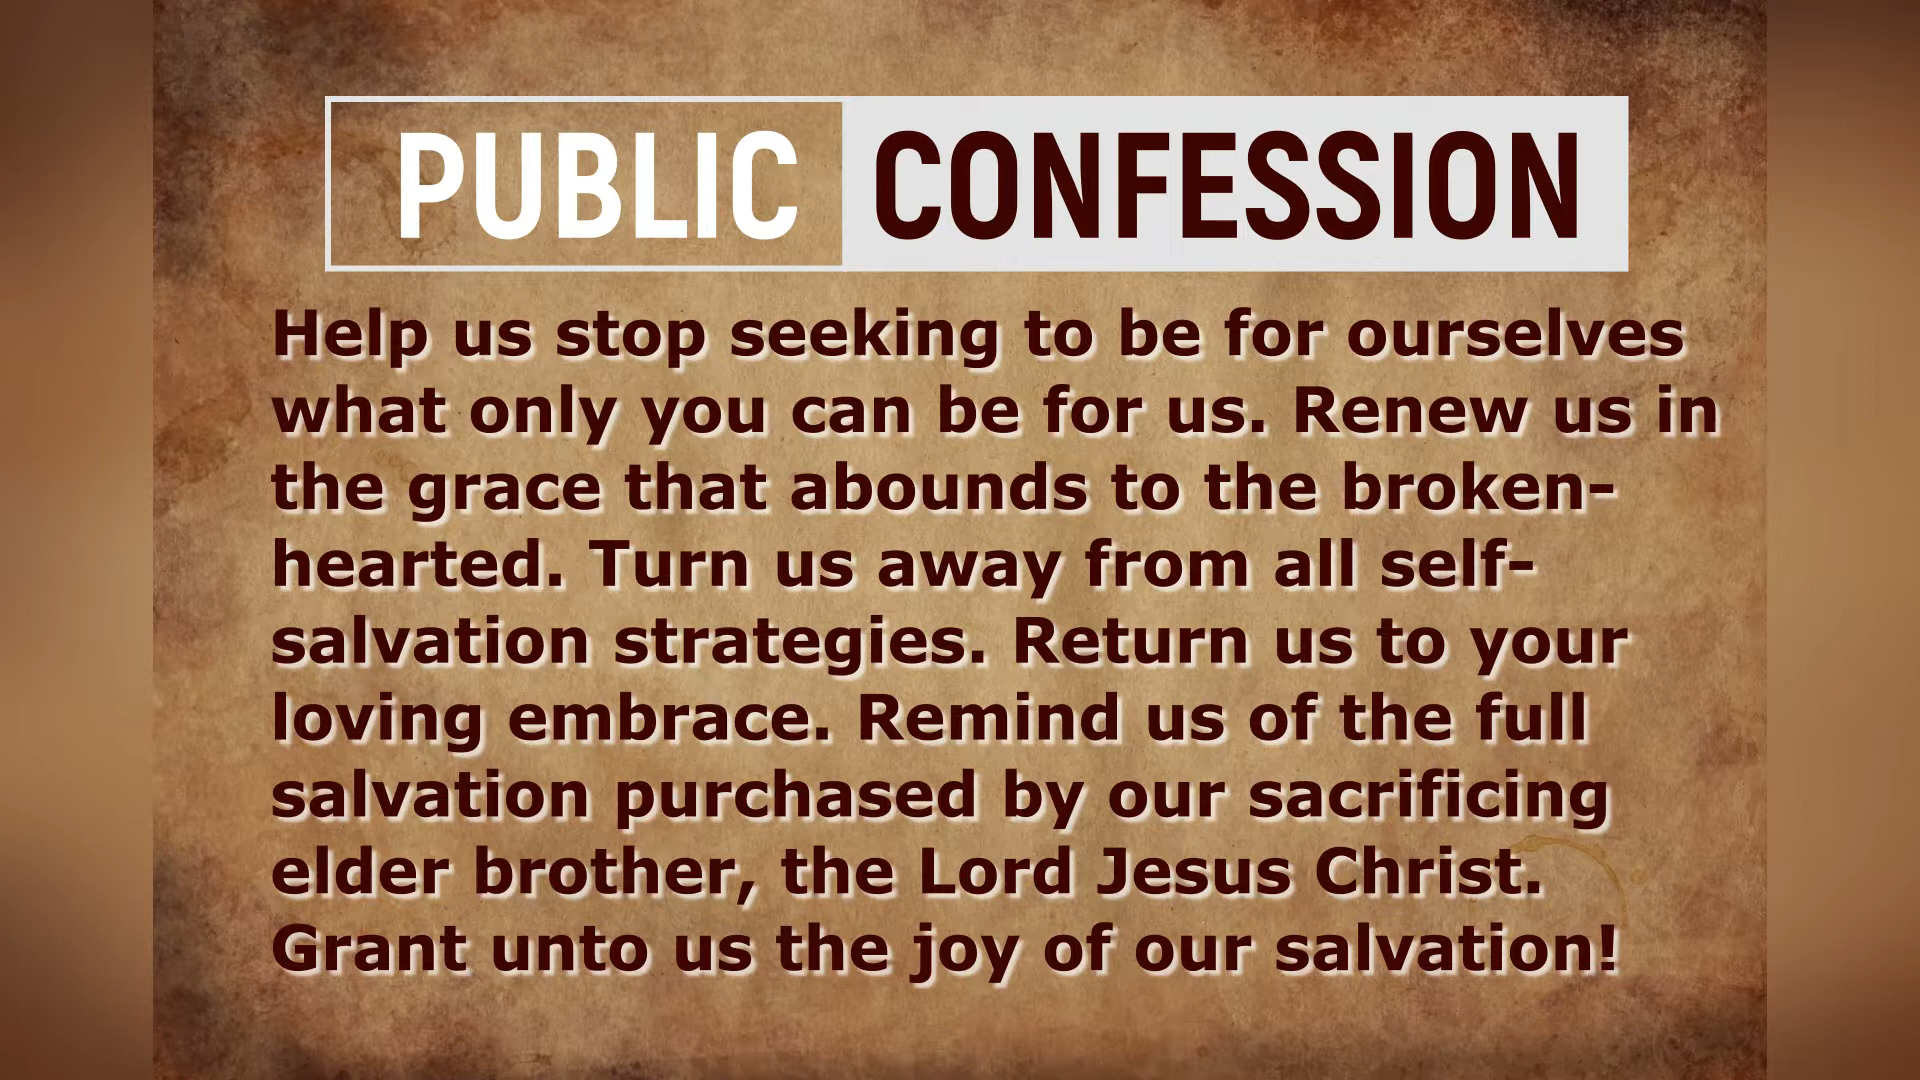 PUBLIC CONFESSION
Help us stop seeking to be for ourselves
what only you can be for us. Renew us in
the grace that abounds to the broken-
hearted. Turn us away from all self-
salvation strategies. Return us to your
loving embrace. Remind us of the full
salvation purchased by our sacrificing
elder brother, the Lord Jesus Christ.
Grant unto us the joy of our salvation!